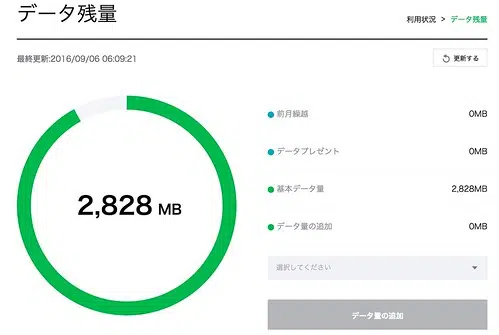 データ残量
利用状況 > データ残量
最終更新:2016/09/06 06:09:21
更新する
2,828 MB
前月繰越 0MB
データプレゼント 0MB
基本データ量 2,828MB
データ量の追加 0MB
選択してください
データ量の追加